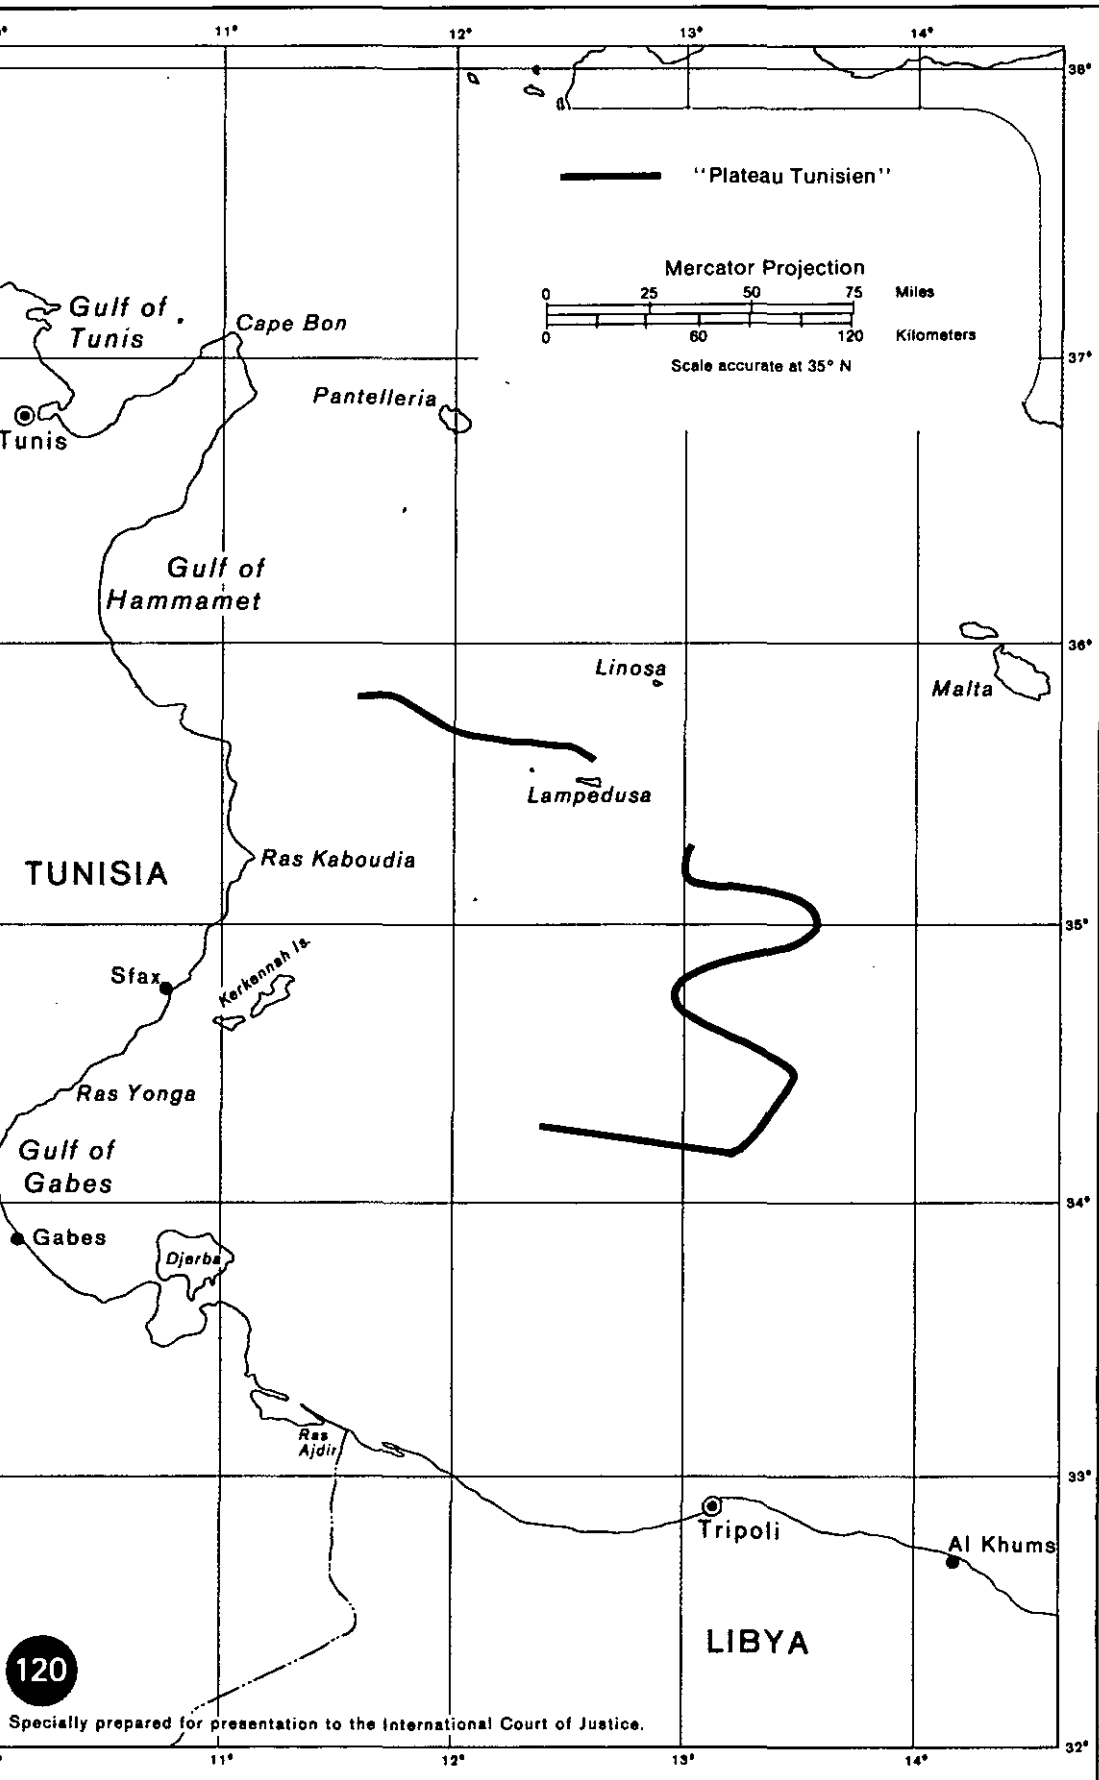 11° 12° 13° 14°
38°
"Plateau Tunisien"
Mercator Projection
0 25 50 75 Miles
0 60 120 Kilometers
Scale accurate at 35° N
Gulf of
Tunis
Cape Bon
37°
Pantelleria
Tunis
Gulf of
Hammamet
36°
Linosa
Malta
Lampedusa
Ras Kaboudia
TUNISIA
35°
Kerkennah Is.
Sfax
Ras Yonga
Gulf of
Gabes
34°
Gabes
Djerba
Ras
Ajdir
33°
Tripoli
Al Khums
LIBYA
120
Specially prepared for presentation to the International Court of Justice.
32°
11° 12° 13° 14°